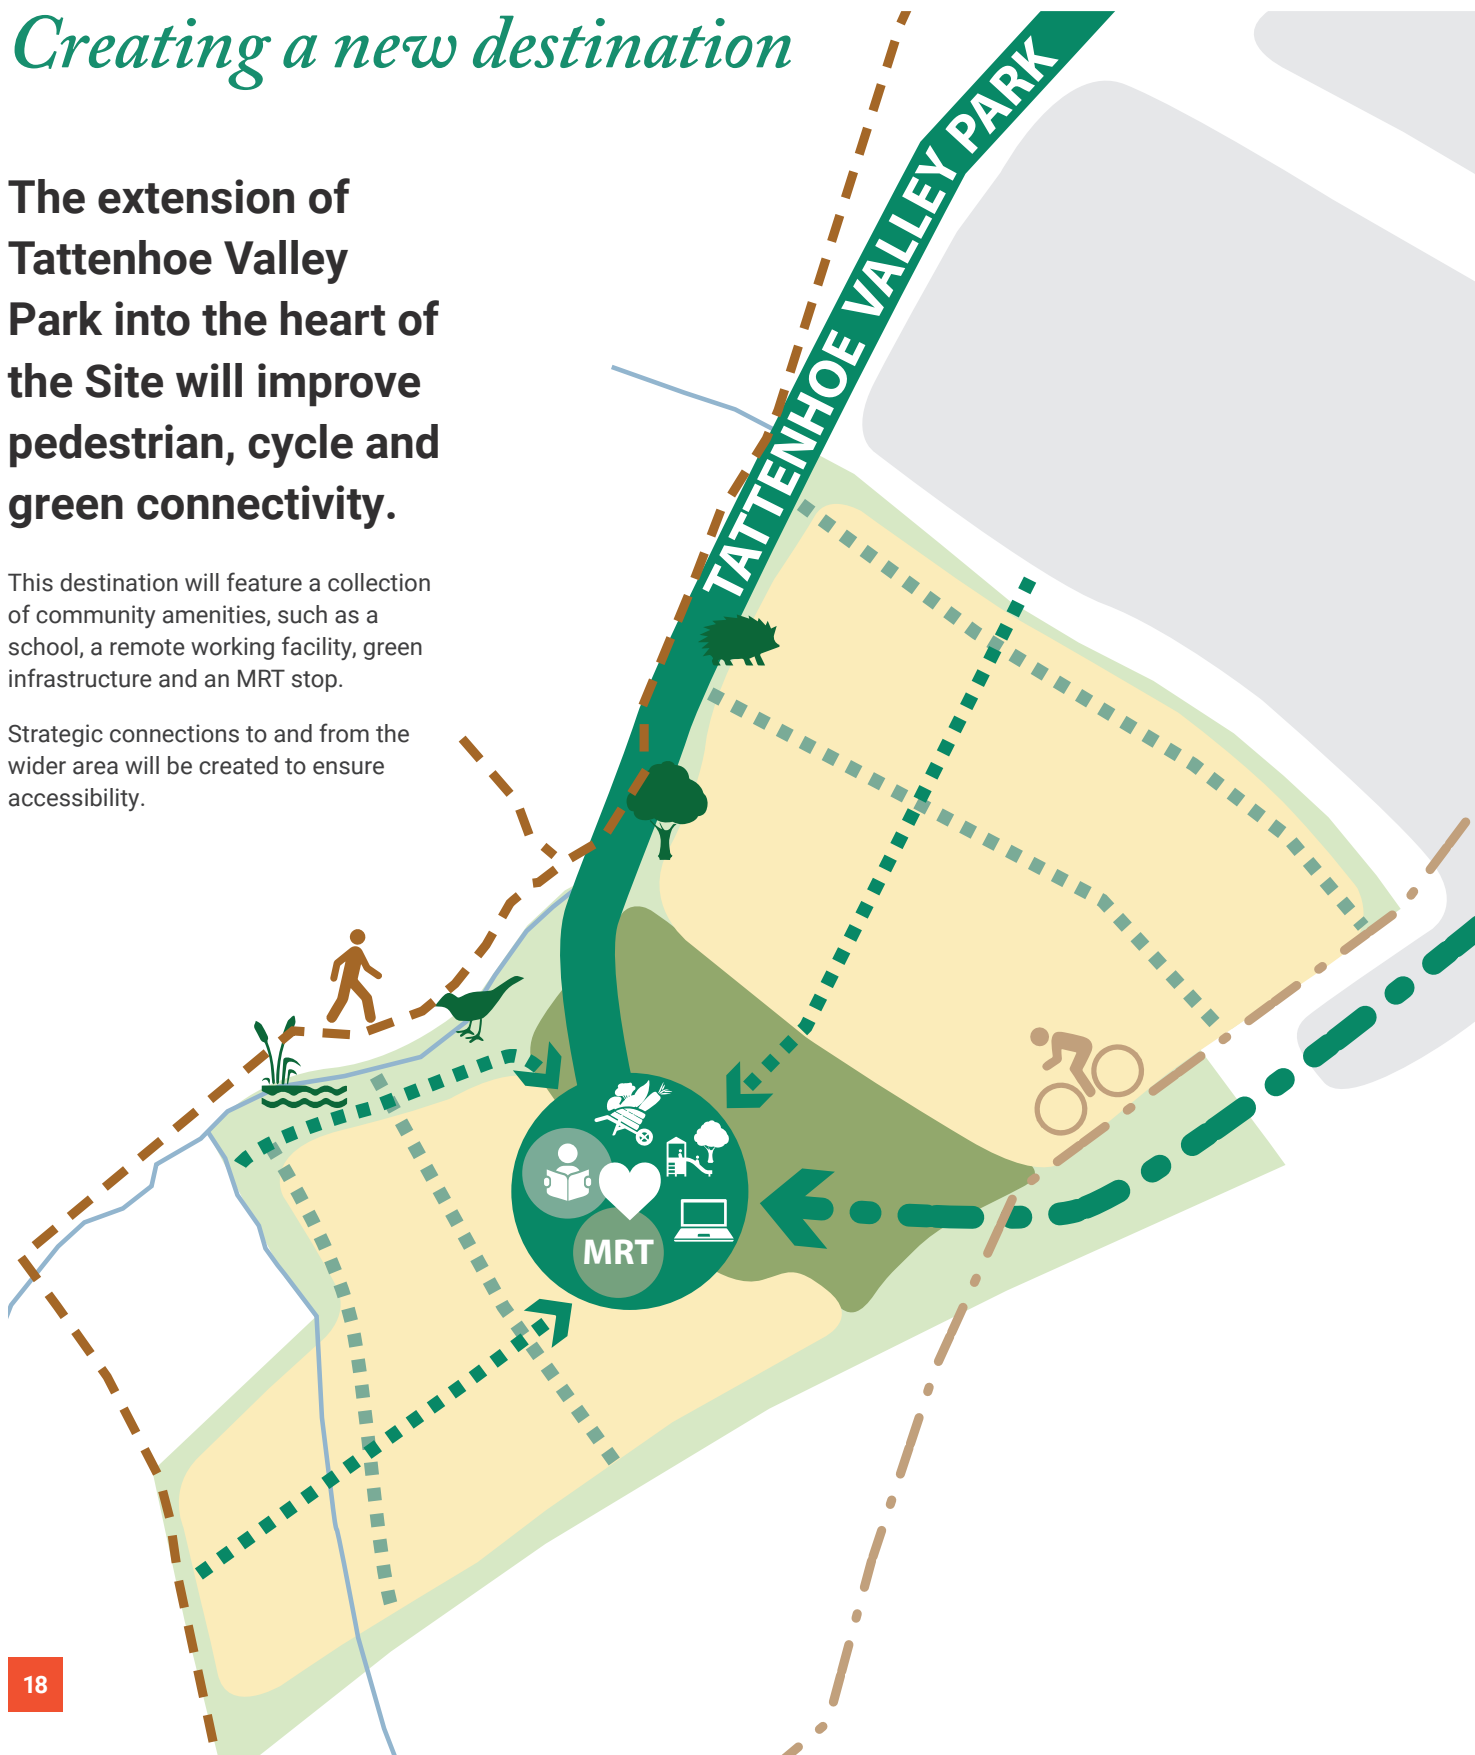 Creating a new destination
The extension of
Tattenhoe Valley
Park into the heart of
the Site will improve
pedestrian, cycle and
green connectivity.
This destination will feature a collection
of community amenities, such as a
school, a remote working facility, green
infrastructure and an MRT stop.
Strategic connections to and from the
wider area will be created to ensure
accessibility.
TATTENHOE VALLEY PARK
MRT
18